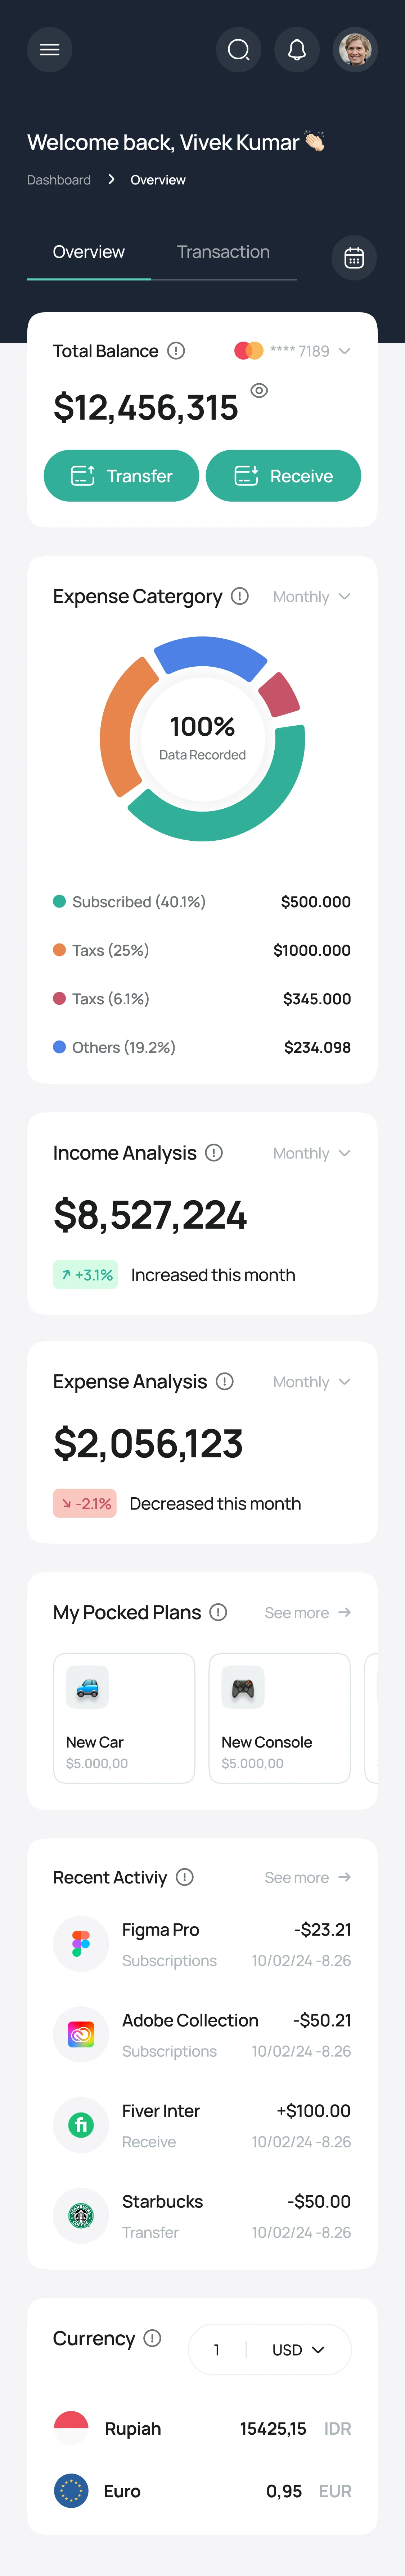 Welcome back, Vivek Kumar 👏🏻
Dashboard > Overview
Overview Transaction
Total Balance **** 7189
$12,456,315
Transfer Receive
Expense Catergory Monthly
100%
Data Recorded
Subscribed (40.1%) $500.000
Taxs (25%) $1000.000
Taxs (6.1%) $345.000
Others (19.2%) $234.098
Income Analysis Monthly
$8,527,224
+3.1% Increased this month
Expense Analysis Monthly
$2,056,123
-2.1% Decreased this month
My Pocked Plans See more
New Car New Console
$5.000,00 $5.000,00
Recent Activiy See more
Figma Pro -$23.21
Subscriptions 10/02/24 -8.26
Adobe Collection -$50.21
Subscriptions 10/02/24 -8.26
Fiver Inter +$100.00
Receive 10/02/24 -8.26
Starbucks -$50.00
Transfer 10/02/24 -8.26
Currency 1 USD
Rupiah 15425,15 IDR
Euro 0,95 EUR